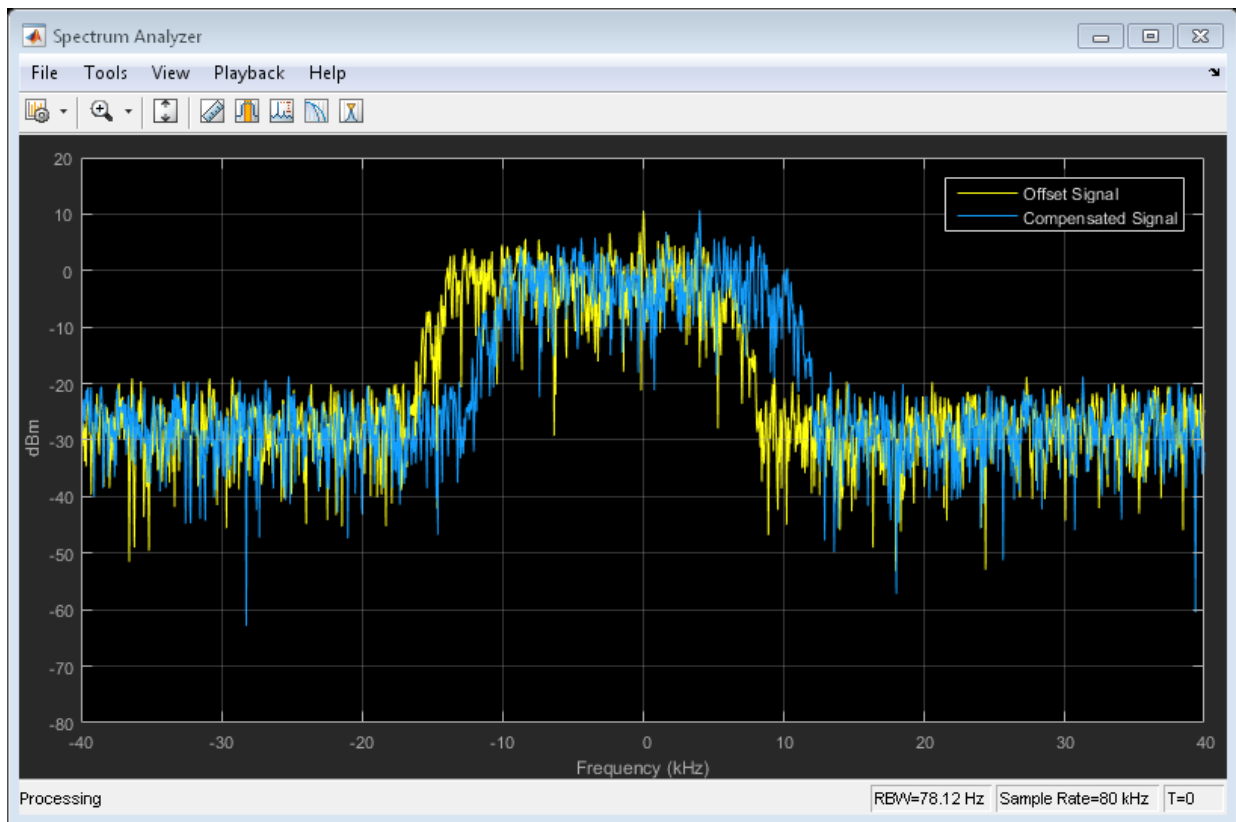 Spectrum Analyzer
File Tools View Playback Help
20
Offset Signal
10
Compensated Signal
0
-10
-20
-30
dBm
-40
-50
-60
-70
-80
-40 -30 -20 -10 0 10 20 30 40
Frequency (kHz)
Processing RBW=78.12 Hz Sample Rate=80 kHz T=0